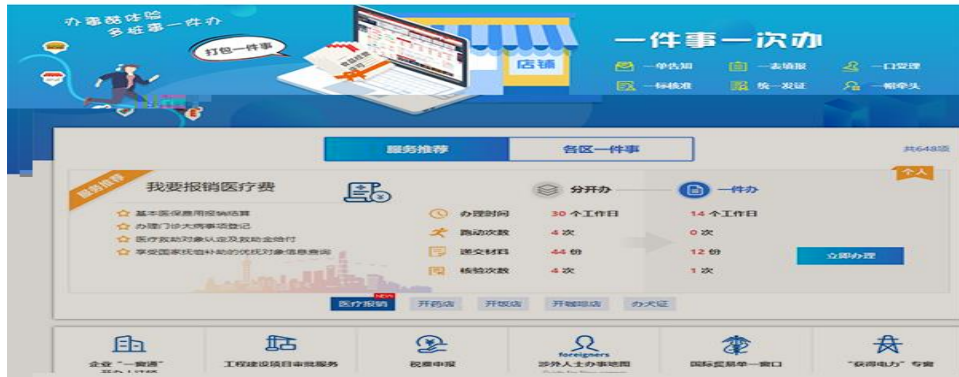 办事酷体验
多桩事一件办
打包一件事
店铺
一件事一次办
一单告知
一表填报
一口受理
一标核准
统一发证
一帼牵头
服务推荐
各区一件事
共648项
服务推荐
我要报销医疗费
分开办
一件办
个人
基本医保费用报销结算
办理门诊大病事项登记
医疗救助对象认定及救助金给付
享受国家抚恤补助的优抚对象信息查询
办理时间
30 个工作日
14 个工作日
跑动次数
4 次
0 次
递交材料
44 份
12 份
核验次数
4 次
1 次
立即办理
医疗报销
NEW
开药店
开饭店
开咖啡店
办犬证
企业“一窗通”
工程建设项目审批服务
税费申报
foreigners
涉外人士办事地图
国际贸易单一窗口
“获得电力”专窗